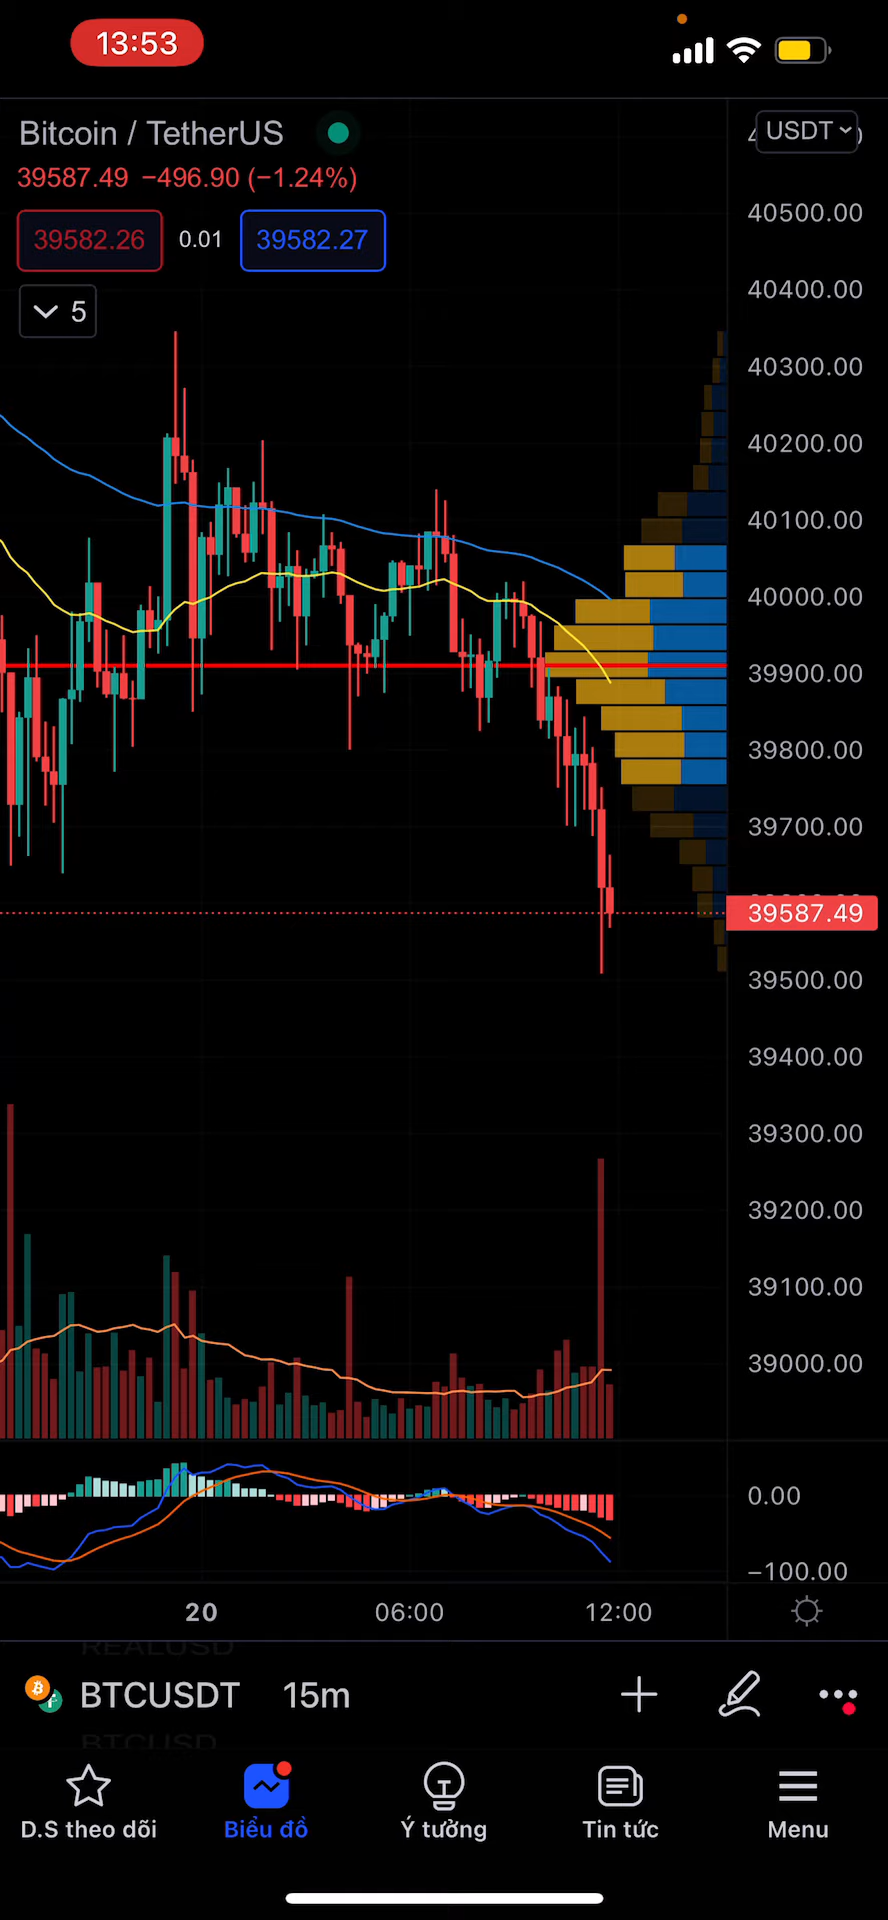 13:53
Bitcoin / TetherUS
USDT
39587.49 −496.90 (−1.24%)
39582.26 0.01 39582.27
5
40500.00
40400.00
40300.00
40200.00
40100.00
40000.00
39900.00
39800.00
39700.00
39587.49
39500.00
39400.00
39300.00
39200.00
39100.00
39000.00
0.00
−100.00
20 06:00 12:00
REALUSD
BTCUSDT 15m
BTCUSD
D.S theo dõi Biểu đồ Ý tưởng Tin tức Menu